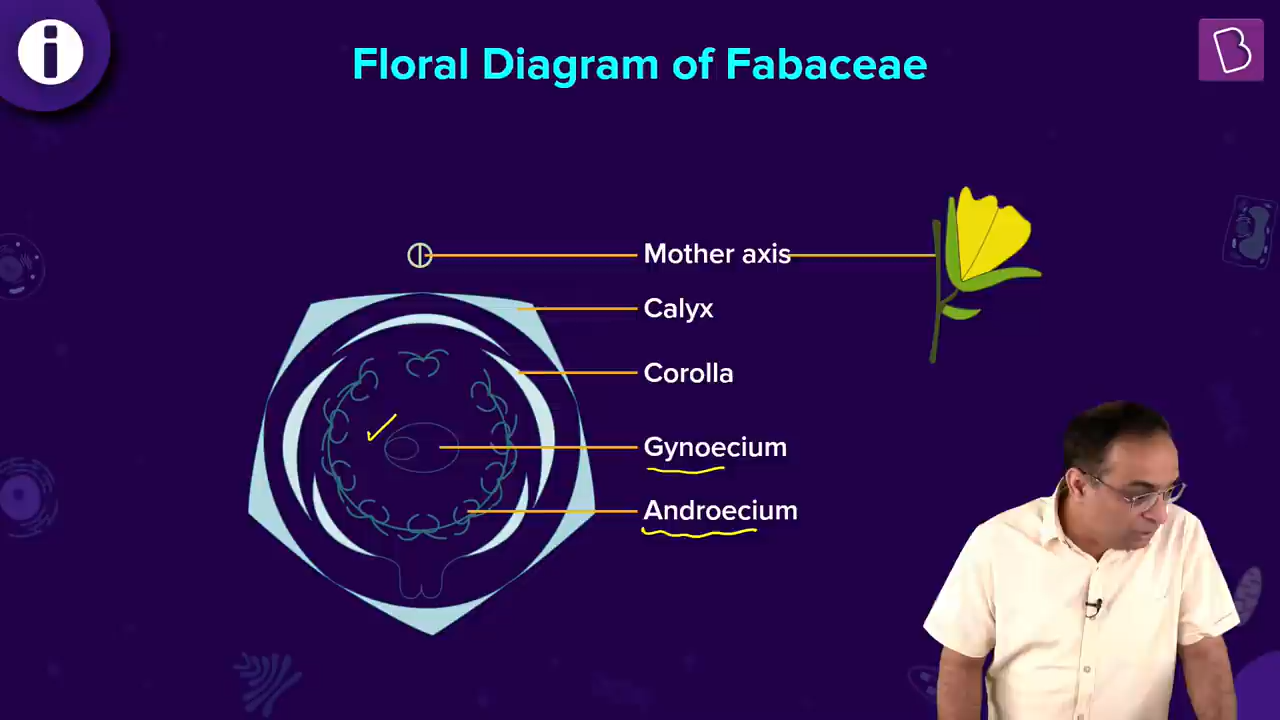 Floral Diagram of Fabaceae
Mother axis
Calyx
Corolla
Gynoecium
Androecium